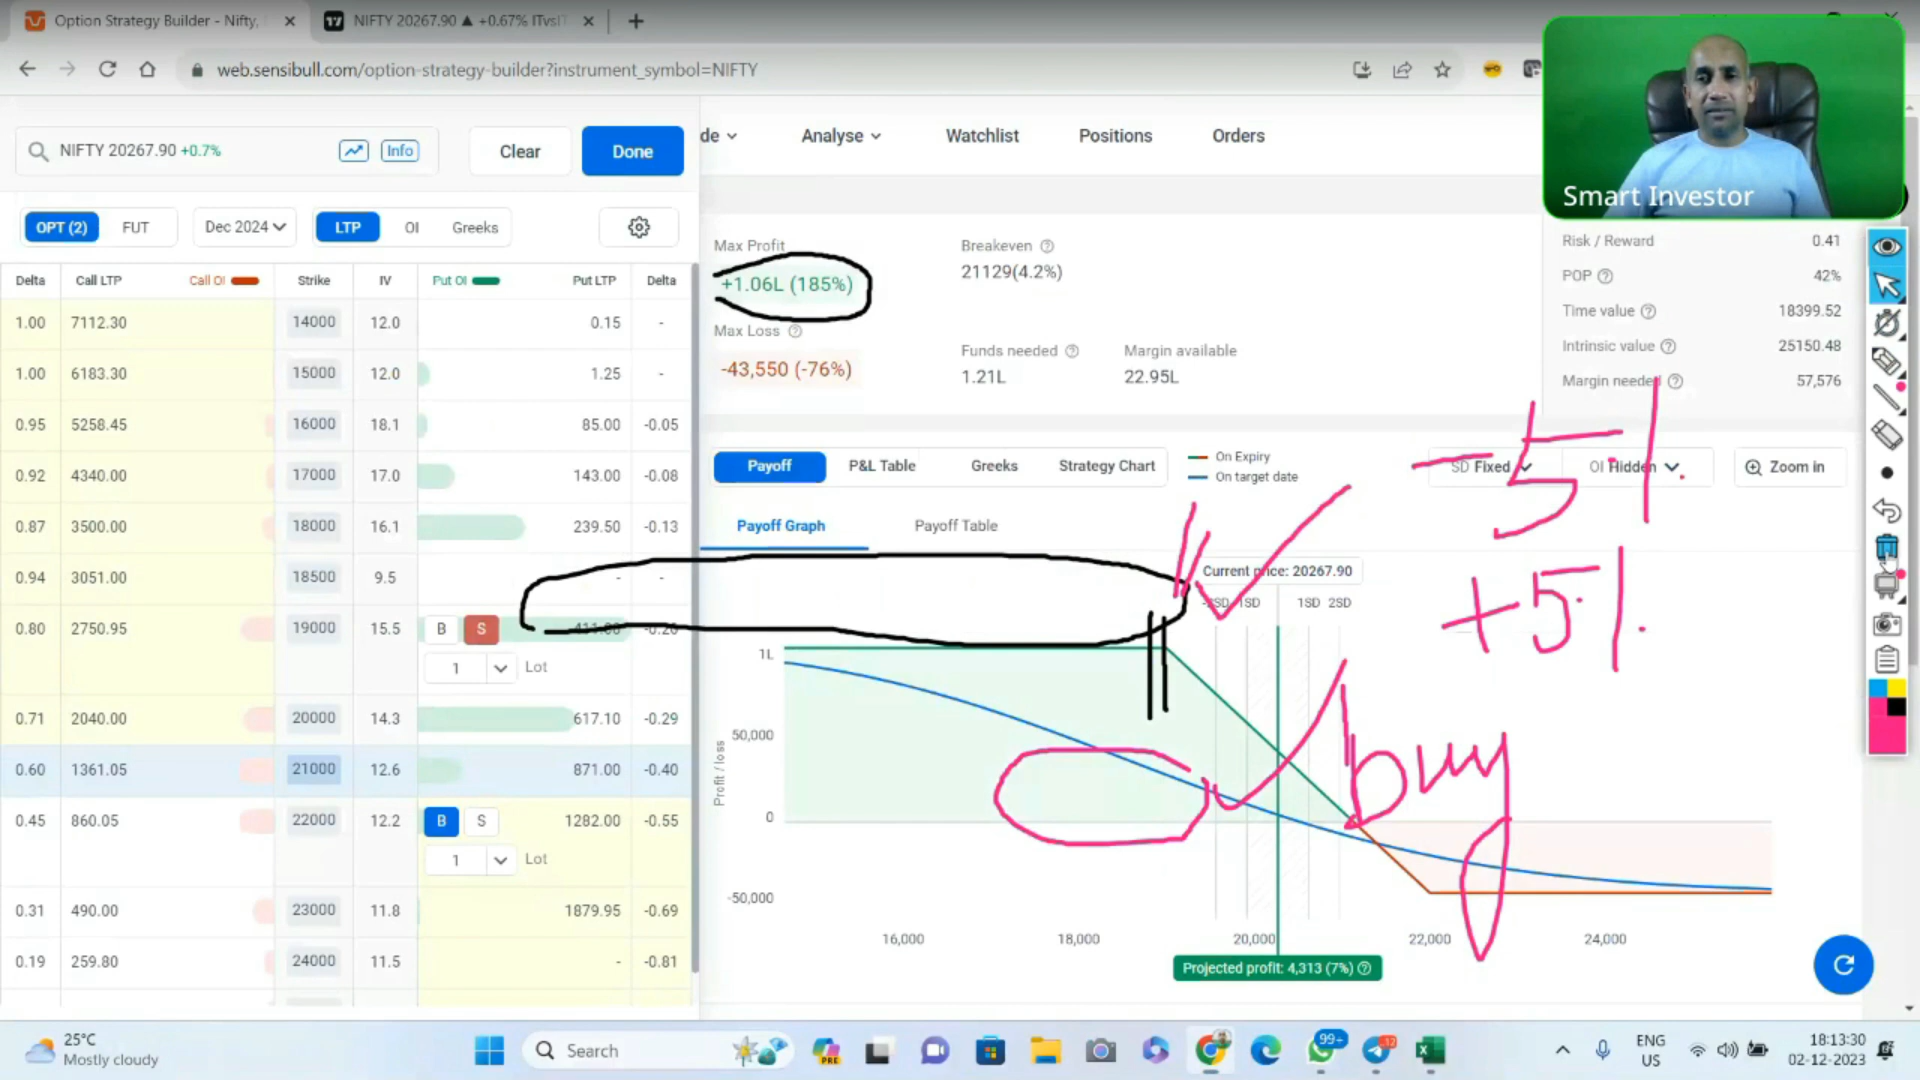 Option Strategy Builder - Nifty,
NIFTY 20267.90 ▲ +0.67% ITvsIT
web.sensibull.com/option-strategy-builder?instrument_symbol=NIFTY
NIFTY 20267.90 +0.7%
Info
Clear
Done
de
Analyse
Watchlist
Positions
Orders
Smart Investor
OPT (2)
FUT
Dec 2024
LTP
OI
Greeks
Max Profit
+1.06L (185%)
Breakeven
21129(4.2%)
Max Loss
-43,550 (-76%)
Funds needed
1.21L
Margin available
22.95L
Risk / Reward 0.41
POP 42%
Time value 18399.52
Intrinsic value 25150.48
Margin needed 57,576
Delta Call LTP Call OI Strike IV Put OI Put LTP Delta
1.00 7112.30 14000 12.0 0.15 -
1.00 6183.30 15000 12.0 1.25 -
0.95 5258.45 16000 18.1 85.00 -0.05
0.92 4340.00 17000 17.0 143.00 -0.08
0.87 3500.00 18000 16.1 239.50 -0.13
0.94 3051.00 18500 9.5 - -
0.80 2750.95 19000 15.5 B S
1 Lot
0.71 2040.00 20000 14.3 617.10 -0.29
0.60 1361.05 21000 12.6 871.00 -0.40
0.45 860.05 22000 12.2 B S 1282.00 -0.55
1 Lot
0.31 490.00 23000 11.8 1879.95 -0.69
0.19 259.80 24000 11.5 - -0.81
Payoff
P&L Table
Greeks
Strategy Chart
On Expiry
On target date
SD Fixed
OI Hidden
Zoom in
Payoff Graph
Payoff Table
-5%
+5%
buy
Current price: 20267.90
-2SD -1SD 1SD 2SD
Profit / loss
1L
50,000
0
-50,000
16,000 18,000 20,000 22,000 24,000
Projected profit: 4,313 (7%)
25°C
Mostly cloudy
Search
PRE
99+
ENG
US
18:13:30
02-12-2023